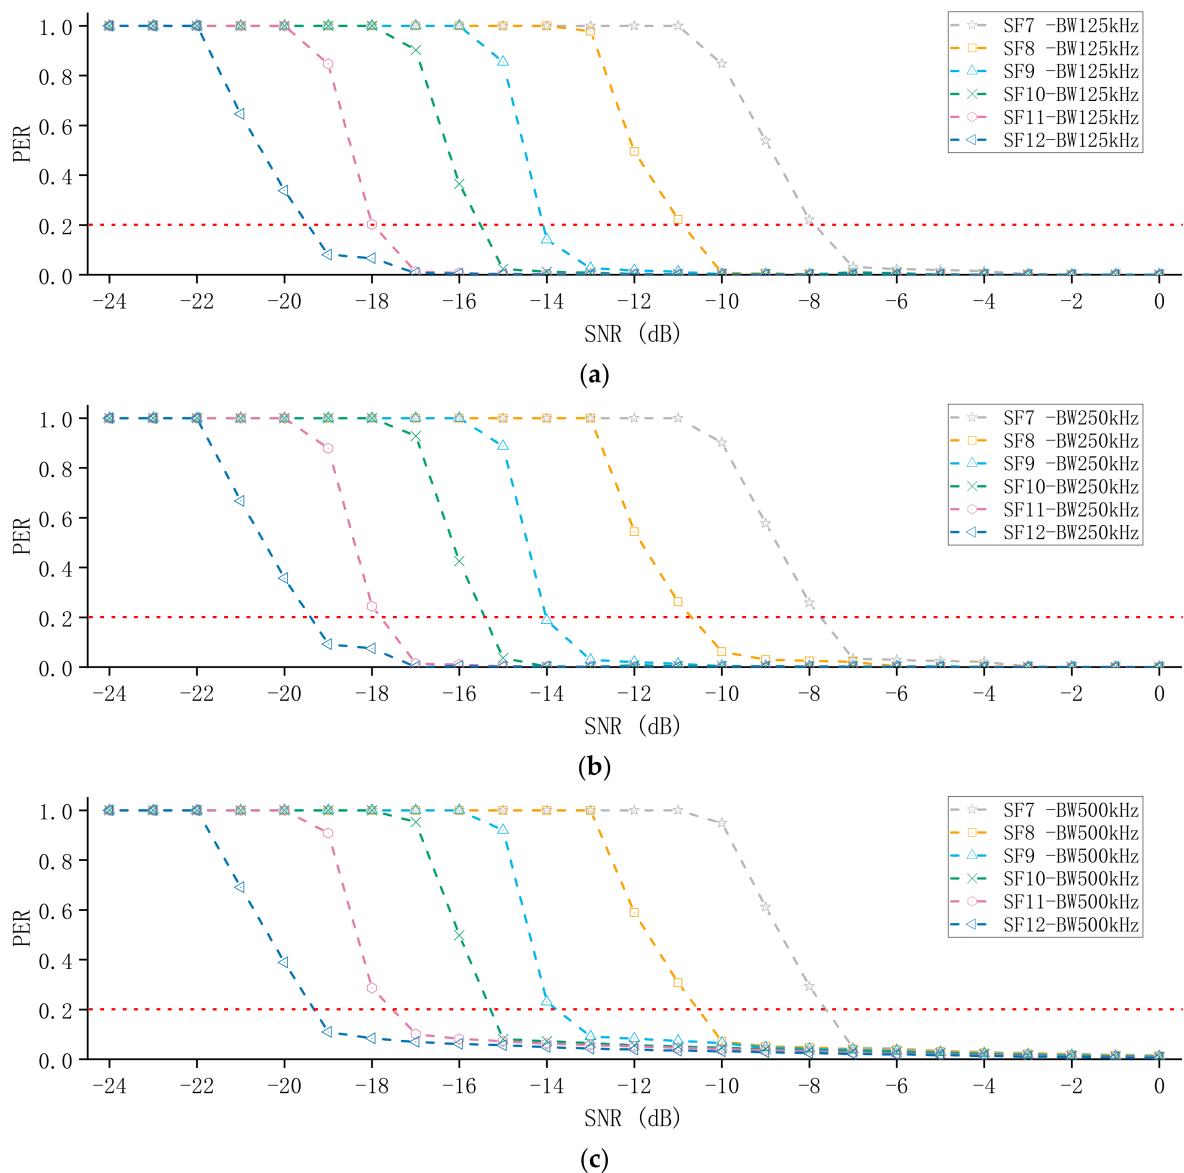 1.0
0.8
0.6
0.4
0.2
0.0
PER
-24 -22 -20 -18 -16 -14 -12 -10 -8 -6 -4 -2 0
SNR (dB)
SF7 -BW125kHz
SF8 -BW125kHz
SF9 -BW125kHz
SF10-BW125kHz
SF11-BW125kHz
SF12-BW125kHz
(a)
1.0
0.8
0.6
0.4
0.2
0.0
PER
-24 -22 -20 -18 -16 -14 -12 -10 -8 -6 -4 -2 0
SNR (dB)
SF7 -BW250kHz
SF8 -BW250kHz
SF9 -BW250kHz
SF10-BW250kHz
SF11-BW250kHz
SF12-BW250kHz
(b)
1.0
0.8
0.6
0.4
0.2
0.0
PER
-24 -22 -20 -18 -16 -14 -12 -10 -8 -6 -4 -2 0
SNR (dB)
SF7 -BW500kHz
SF8 -BW500kHz
SF9 -BW500kHz
SF10-BW500kHz
SF11-BW500kHz
SF12-BW500kHz
(c)